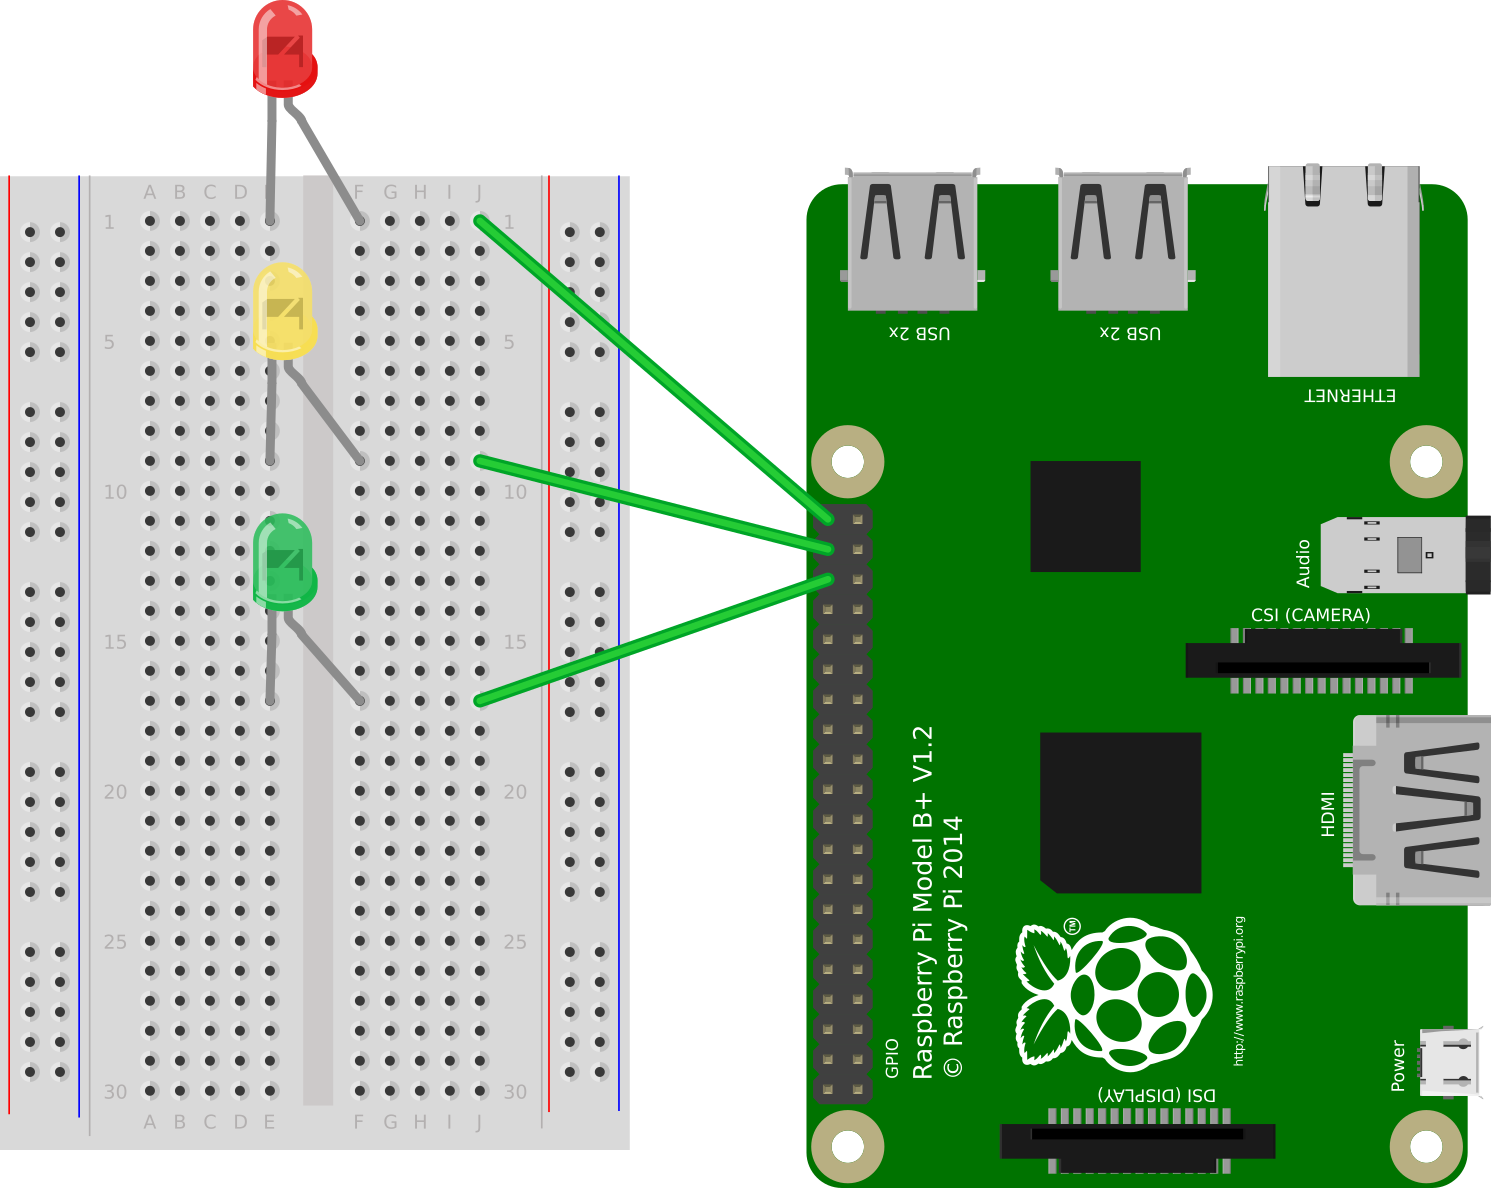 A B C D E F G H I J
1 1
5 5
10 10
15 15
20 20
25 25
30 30
A B C D E F G H I J
USB 2x
USB 2x
ETHERNET
Audio
CSI (CAMERA)
HDMI
Raspberry Pi Model B+ V1.2
© Raspberry Pi 2014
GPIO
TM
http://www.raspberrypi.org
Power
DSI (DISPLAY)